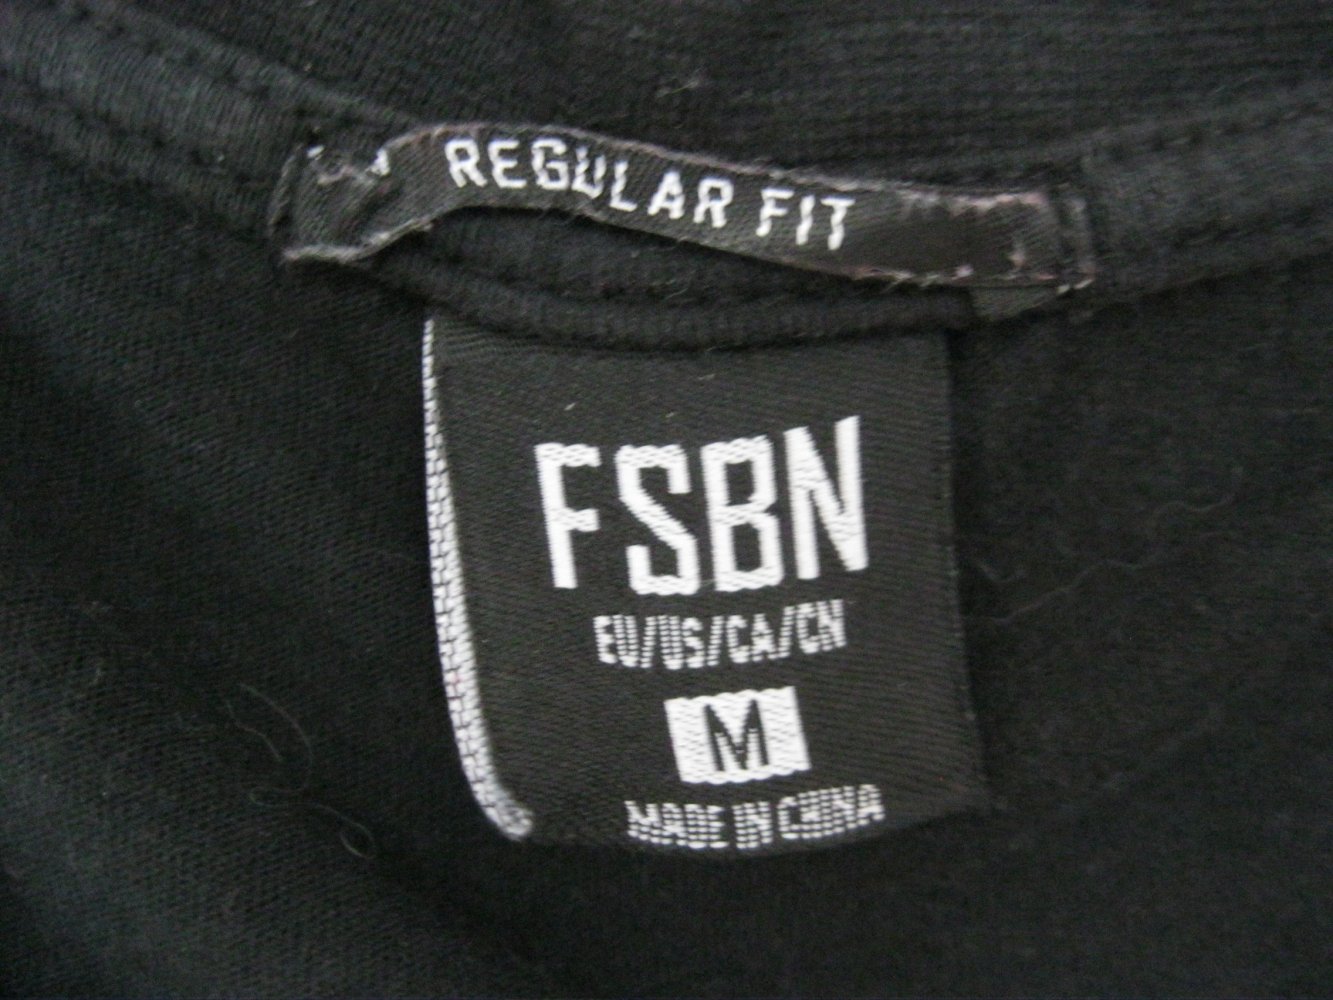 REGULAR FIT
FSBN
EU/US/CA/CN
M
MADE IN CHINA